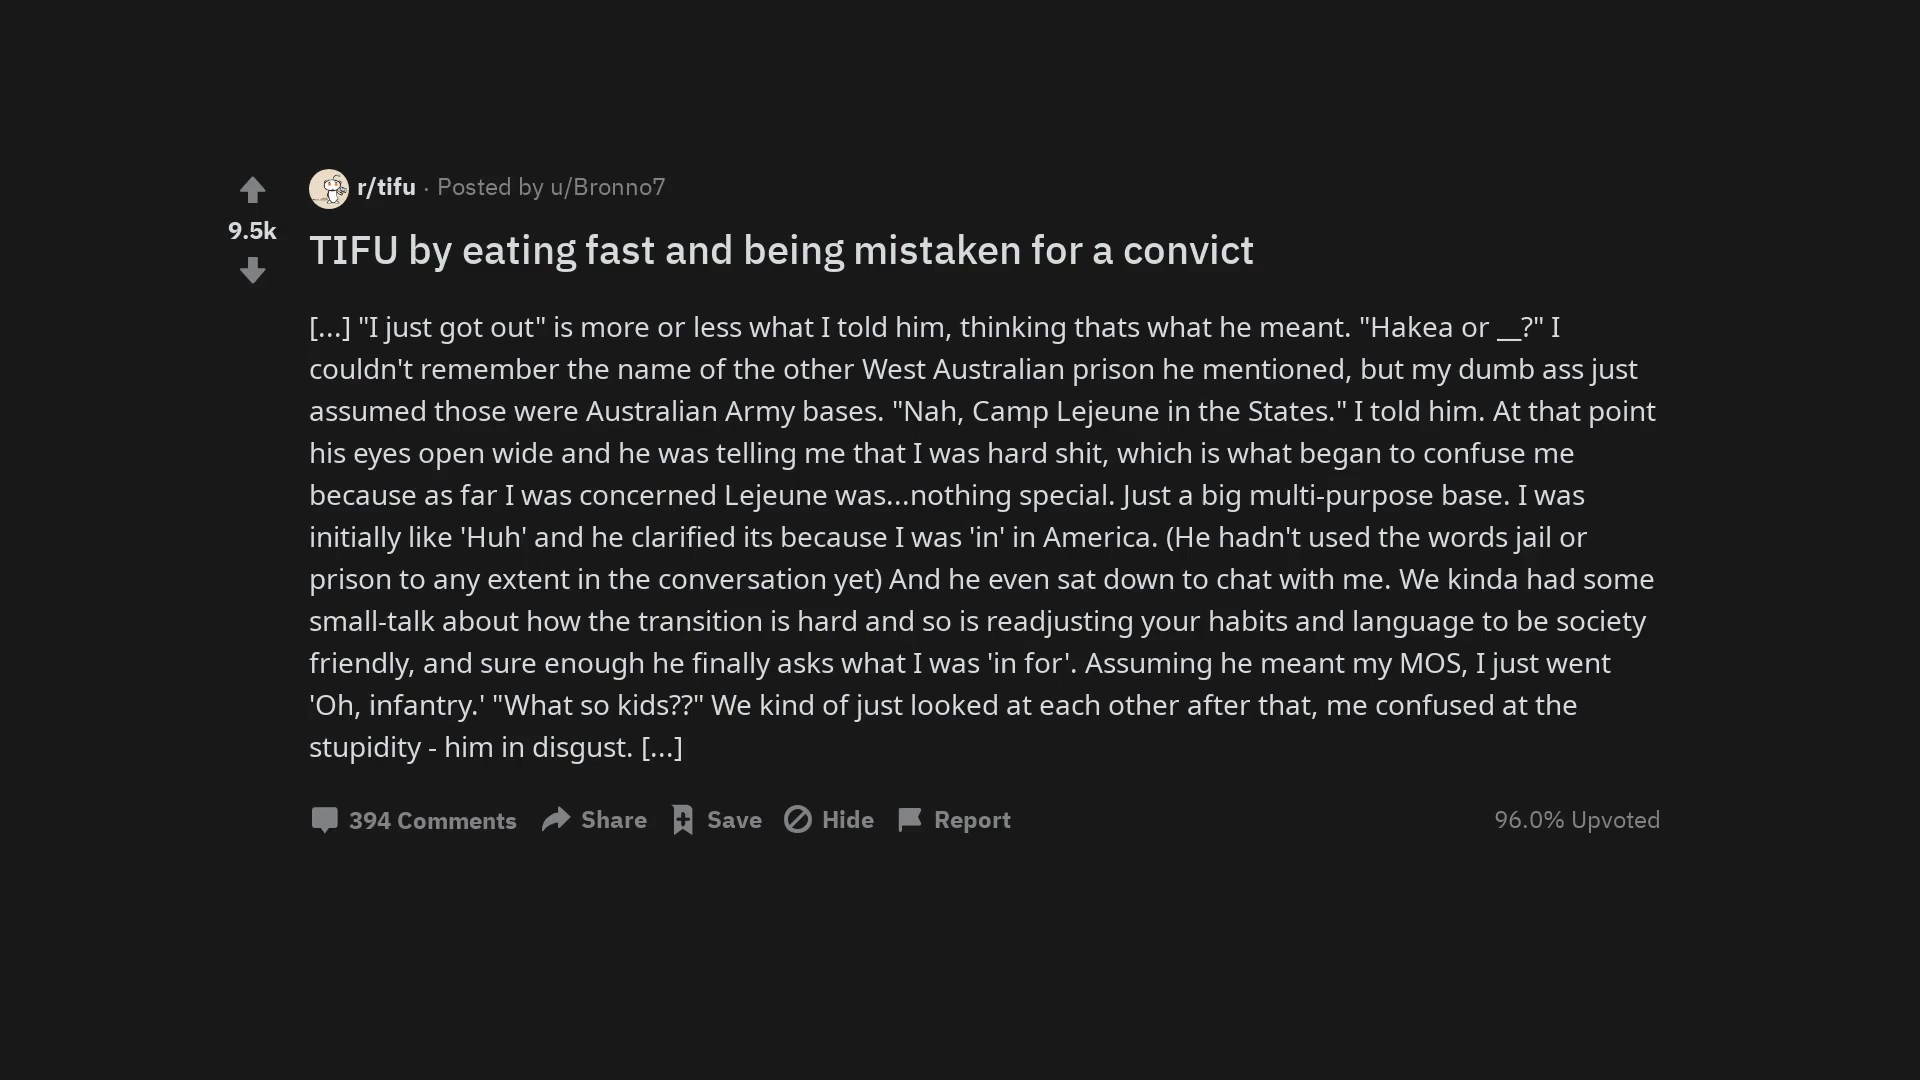 r/tifu · Posted by u/Bronno7
9.5k
TIFU by eating fast and being mistaken for a convict
[...] "I just got out" is more or less what I told him, thinking thats what he meant. "Hakea or __?" I
couldn't remember the name of the other West Australian prison he mentioned, but my dumb ass just
assumed those were Australian Army bases. "Nah, Camp Lejeune in the States." I told him. At that point
his eyes open wide and he was telling me that I was hard shit, which is what began to confuse me
because as far I was concerned Lejeune was...nothing special. Just a big multi-purpose base. I was
initially like 'Huh' and he clarified its because I was 'in' in America. (He hadn't used the words jail or
prison to any extent in the conversation yet) And he even sat down to chat with me. We kinda had some
small-talk about how the transition is hard and so is readjusting your habits and language to be society
friendly, and sure enough he finally asks what I was 'in for'. Assuming he meant my MOS, I just went
'Oh, infantry.' "What so kids??" We kind of just looked at each other after that, me confused at the
stupidity - him in disgust. [...]
394 Comments Share Save Hide Report 96.0% Upvoted